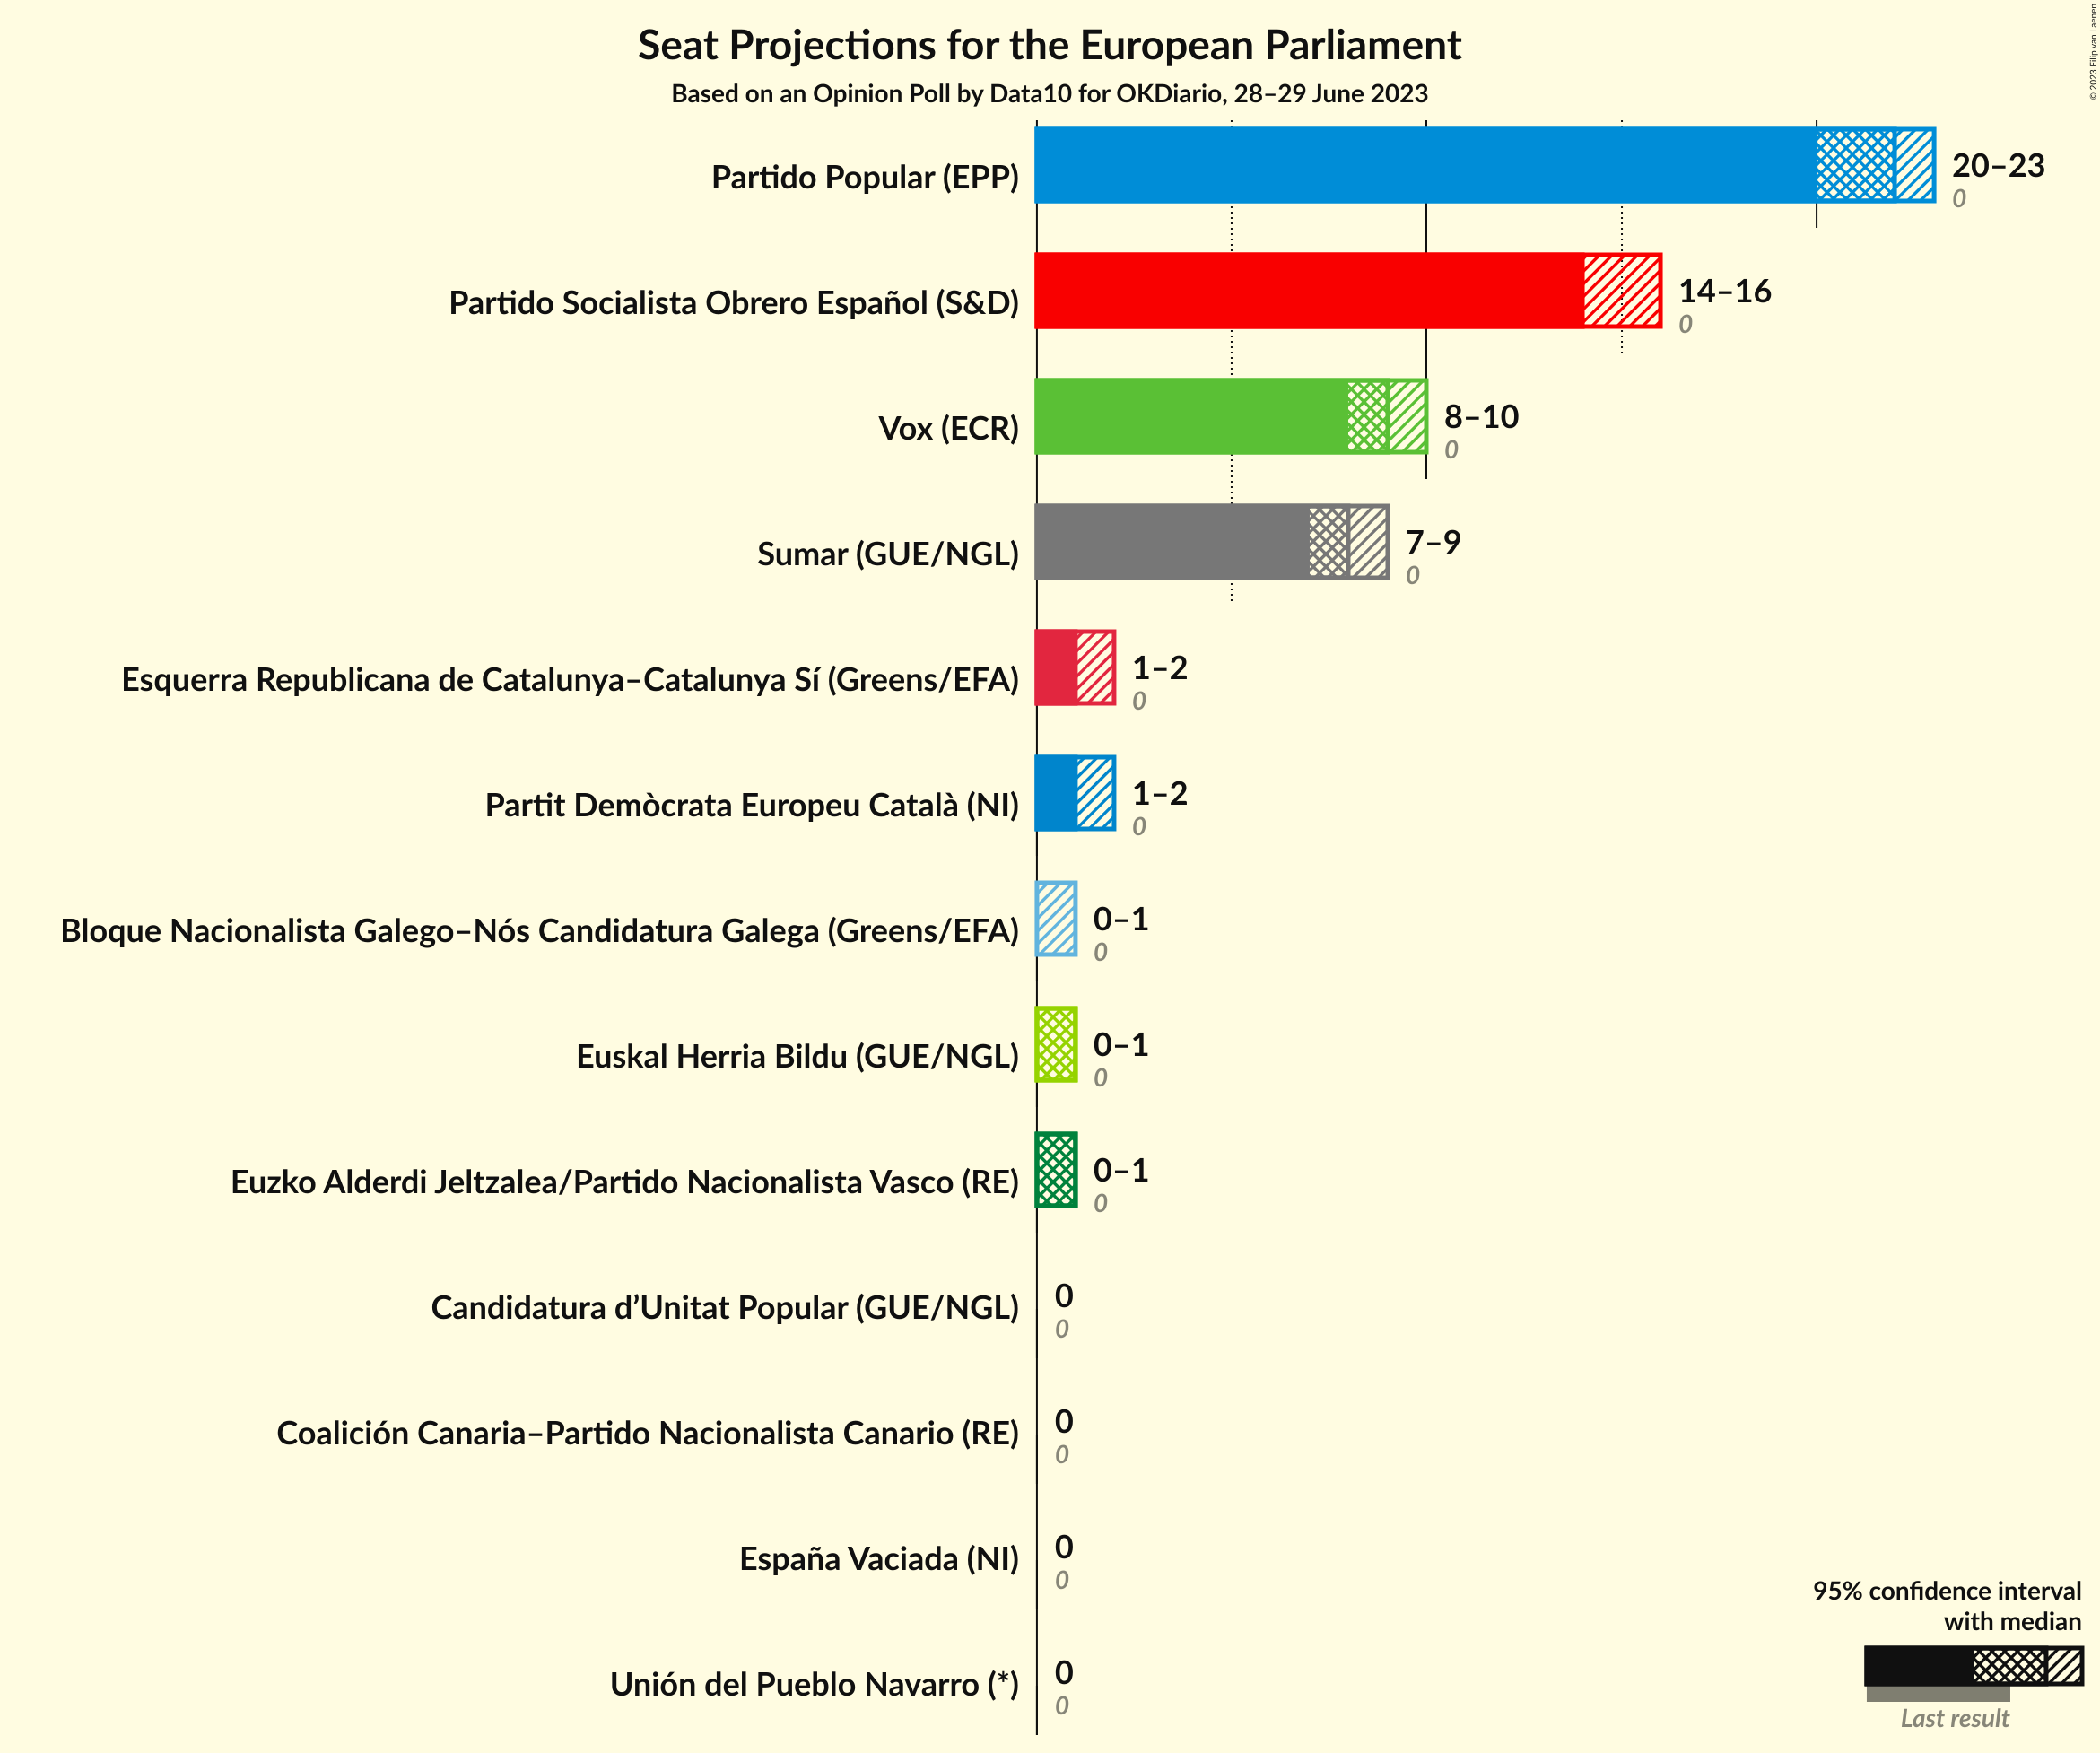 Seat Projections for the European Parliament
Based on an Opinion Poll by Data10 for OKDiario, 28–29 June 2023
© 2023 Filip van Laenen
Partido Popular (EPP)
20–23
0
Partido Socialista Obrero Español (S&D)
14–16
0
Vox (ECR)
8–10
0
Sumar (GUE/NGL)
7–9
0
Esquerra Republicana de Catalunya–Catalunya Sí (Greens/EFA)
1–2
0
Partit Demòcrata Europeu Català (NI)
1–2
0
Bloque Nacionalista Galego–Nós Candidatura Galega (Greens/EFA)
0–1
0
Euskal Herria Bildu (GUE/NGL)
0–1
0
Euzko Alderdi Jeltzalea/Partido Nacionalista Vasco (RE)
0–1
0
Candidatura d’Unitat Popular (GUE/NGL)
0
0
Coalición Canaria–Partido Nacionalista Canario (RE)
0
0
España Vaciada (NI)
0
0
Unión del Pueblo Navarro (*)
0
0
95% confidence interval
with median
Last result